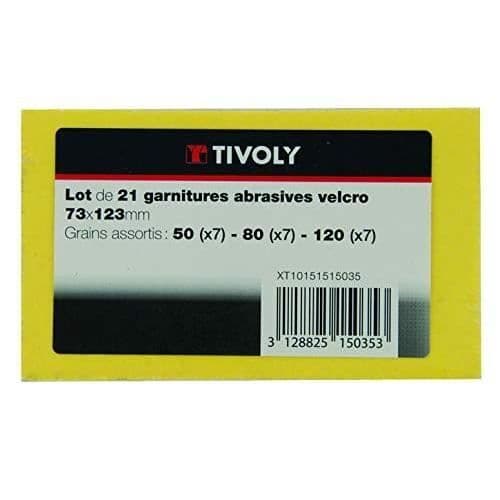 TIVOLY
Lot de 21 garnitures abrasives velcro
73x123mm
Grains assortis : 50 (x7) - 80 (x7) - 120 (x7)
XT10151515035
3 128825 150353